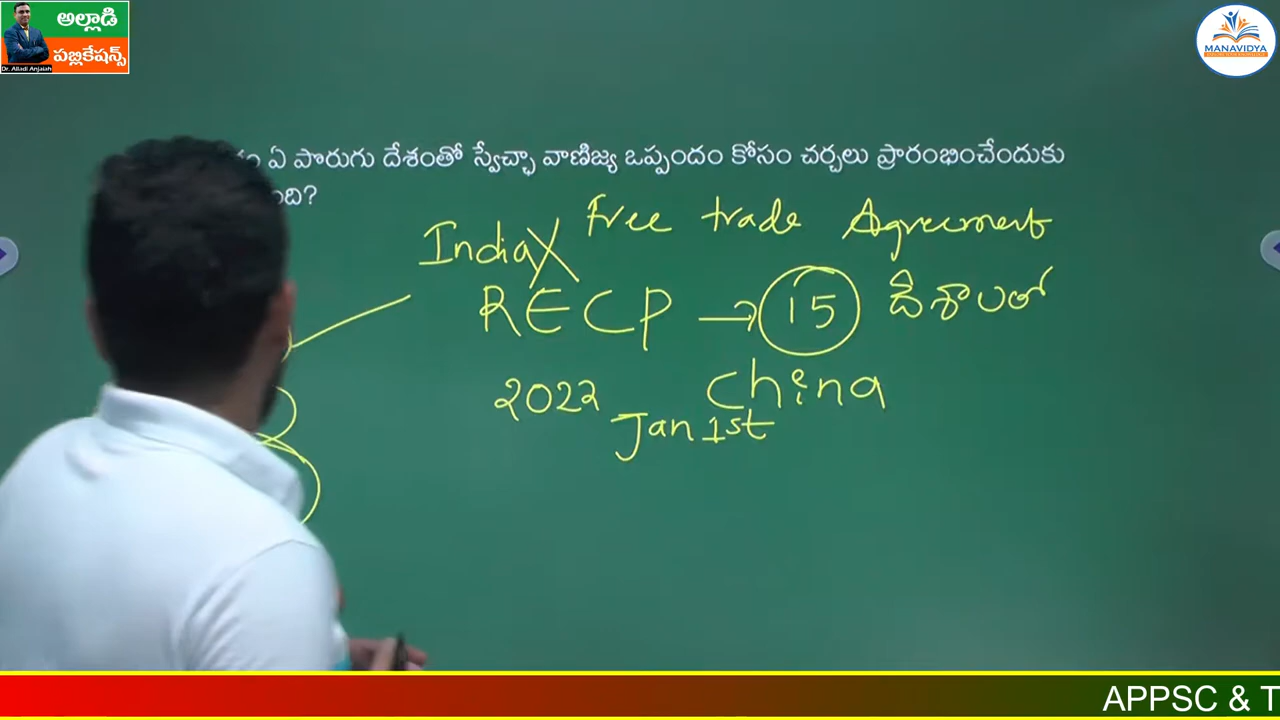 అల్లాడి
పబ్లికేషన్స్
Dr. Alladi Anjaiah
MANAVIDYA
ఏ పొరుగు దేశంతో స్వేచ్ఛా వాణిజ్య ఒప్పందం కోసం చర్చలు ప్రారంభించేందుకు
Free trade Agreement
India X
RECP → 15 దేశాలతో
2022 China
Jan 1st
APPSC & T